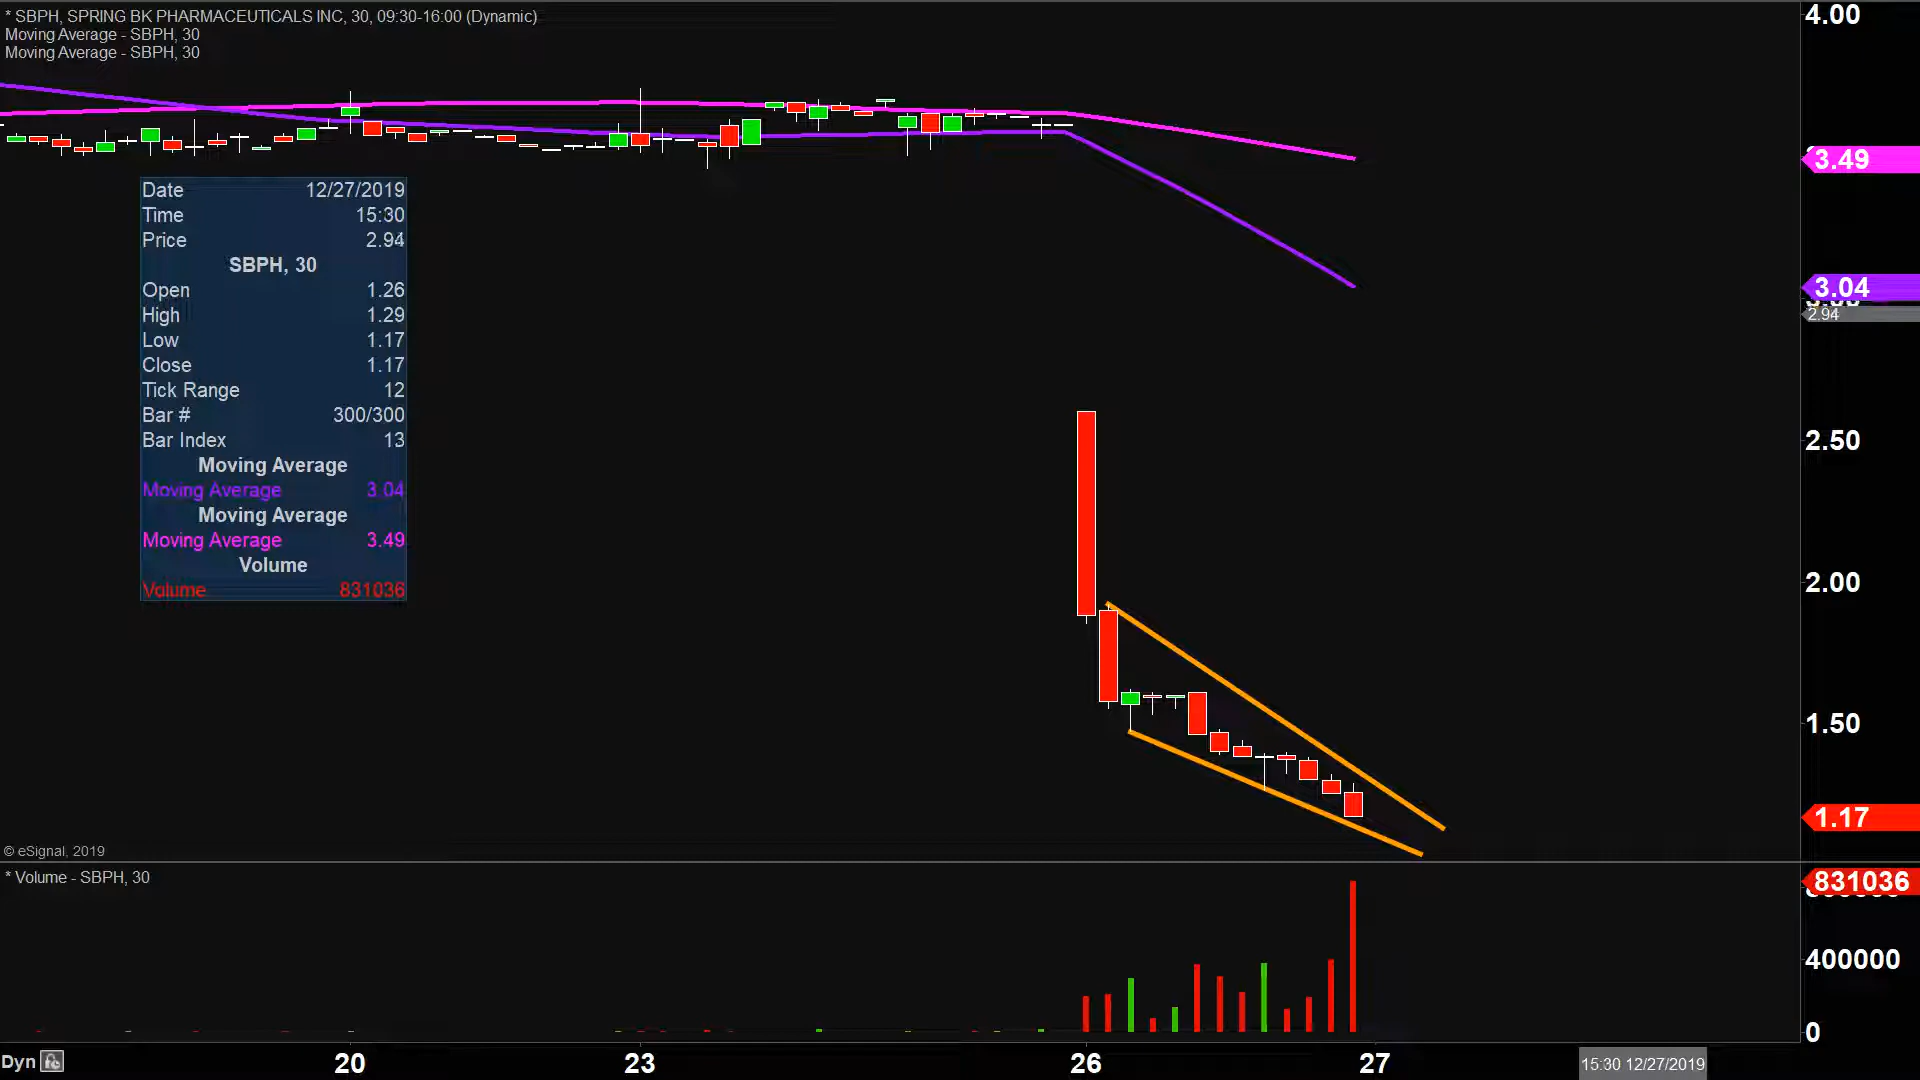 * SBPH, SPRING BK PHARMACEUTICALS INC, 30, 09:30-16:00 (Dynamic)
Moving Average - SBPH, 30
Moving Average - SBPH, 30
4.00
3.49
3.04
2.94
2.50
2.00
1.50
1.17
Date 12/27/2019
Time 15:30
Price 2.94
SBPH, 30
Open 1.26
High 1.29
Low 1.17
Close 1.17
Tick Range 12
Bar # 300/300
Bar Index 13
Moving Average
Moving Average 3.04
Moving Average
Moving Average 3.49
Volume
Volume 831036
© eSignal, 2019
* Volume - SBPH, 30
831036
400000
0
Dyn
20 23 26 27
15:30 12/27/2019